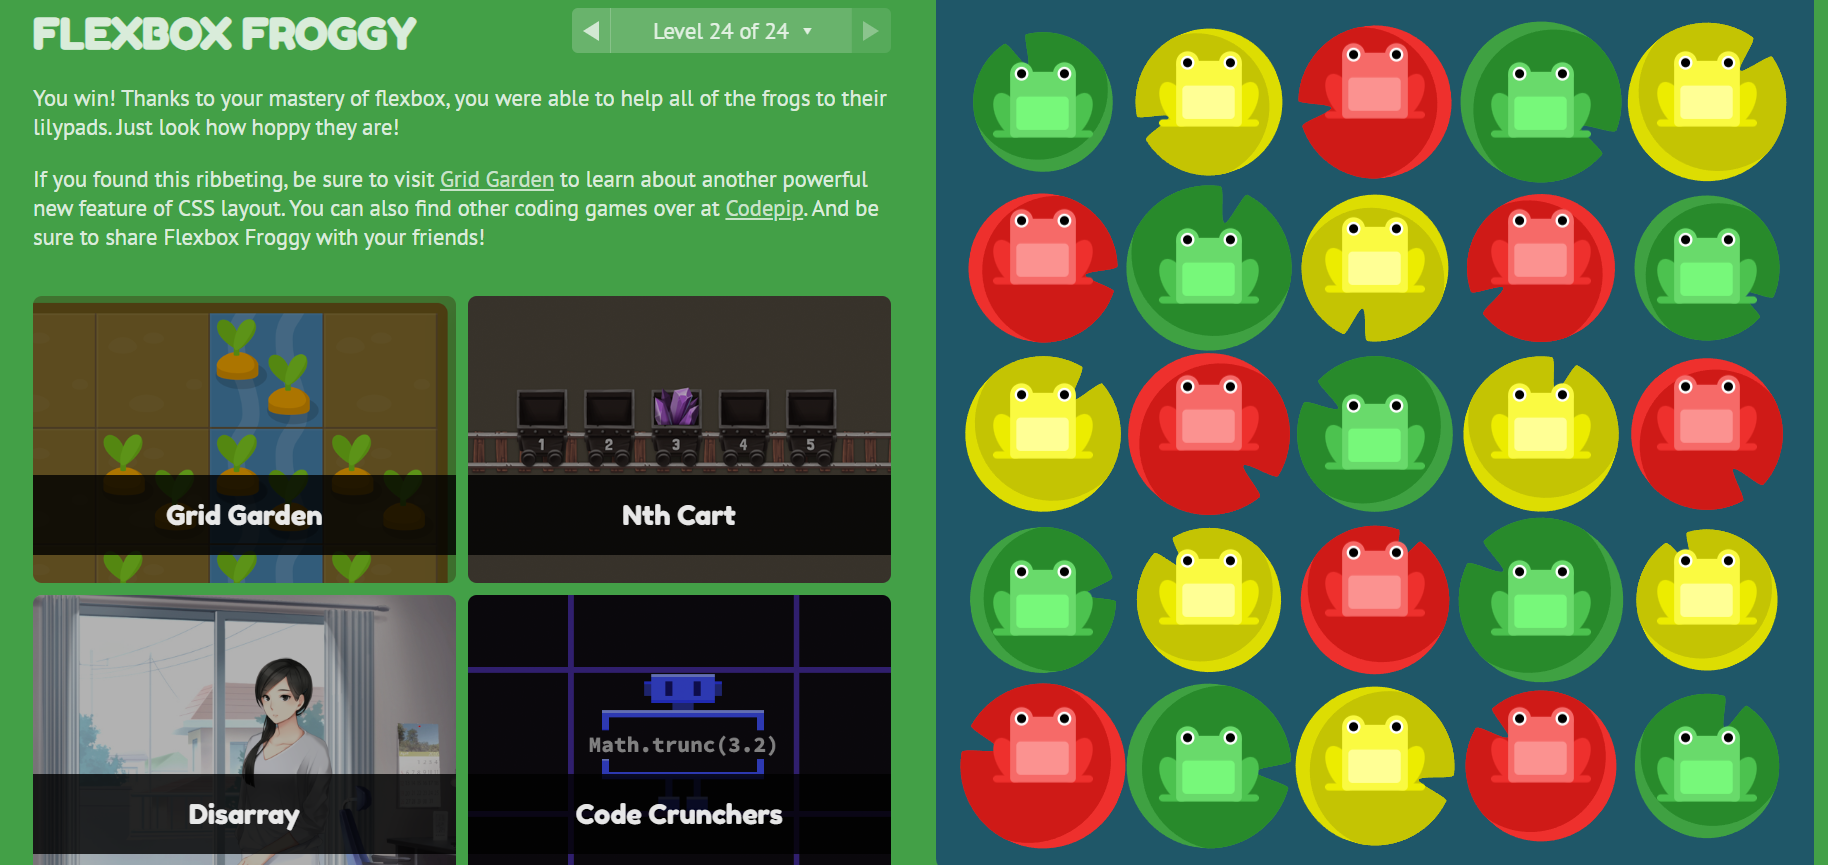 FLEXBOX FROGGY
Level 24 of 24
You win! Thanks to your mastery of flexbox, you were able to help all of the frogs to their
lilypads. Just look how hoppy they are!
If you found this ribbeting, be sure to visit Grid Garden to learn about another powerful
new feature of CSS layout. You can also find other coding games over at Codepip. And be
sure to share Flexbox Froggy with your friends!
Grid Garden
1 2 3 4 5
Nth Cart
Disarray
Math.trunc(3.2)
Code Crunchers